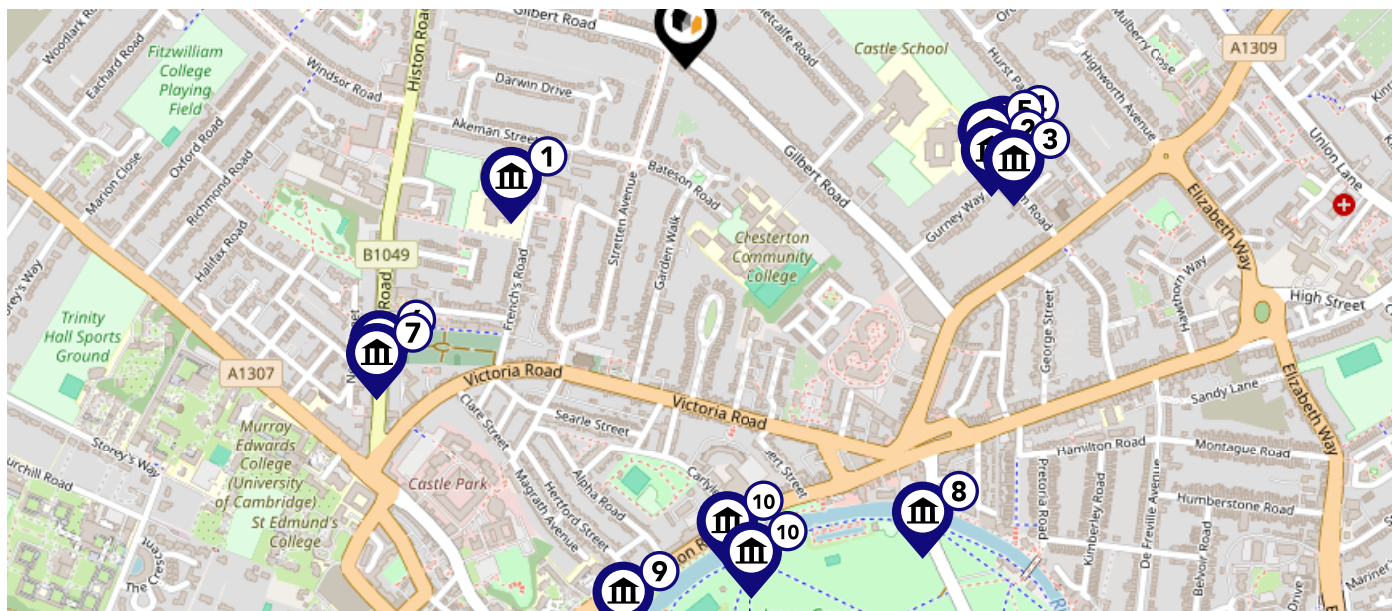 Woodlark Road
Eachard Road
Fitzwilliam
College
Playing
Field
Windsor Road
Histon Road
Gilbert Road
Darwin Drive
Akeman Street
Castle School
Hurst Pa
Mulberry Close
Highworth Avenue
A1309
Union Lane
Oxford Road
Marion Close
Richmond Road
Halifax Road
B1049
Road
1
Bateson Road
Stretten Avenue
Garden Walk
French's Road
Gilbert Road
Chesterton
Community
College
5
2
3
Gurney Way
Road
Elizabeth Way
High Street
Hawthorn Way
George Street
Trinity
Hall Sports
Ground
A1307
7
Victoria Road
Victoria Road
Clare Street
Searle Street
Sandy Lane
Elizabeth Way
Storey's Way
Murray
Edwards
College
(University
of Cambridge)
St Edmund's
College
Castle Park
Magrath Avenue
Hertford Street
Alpha Road
Hamilton Road
Montague Road
Humberstone Road
Pretoria Road
Kimberley Road
De Freville Avenue
Belvoir Road
The Crescent
8
10
10
9